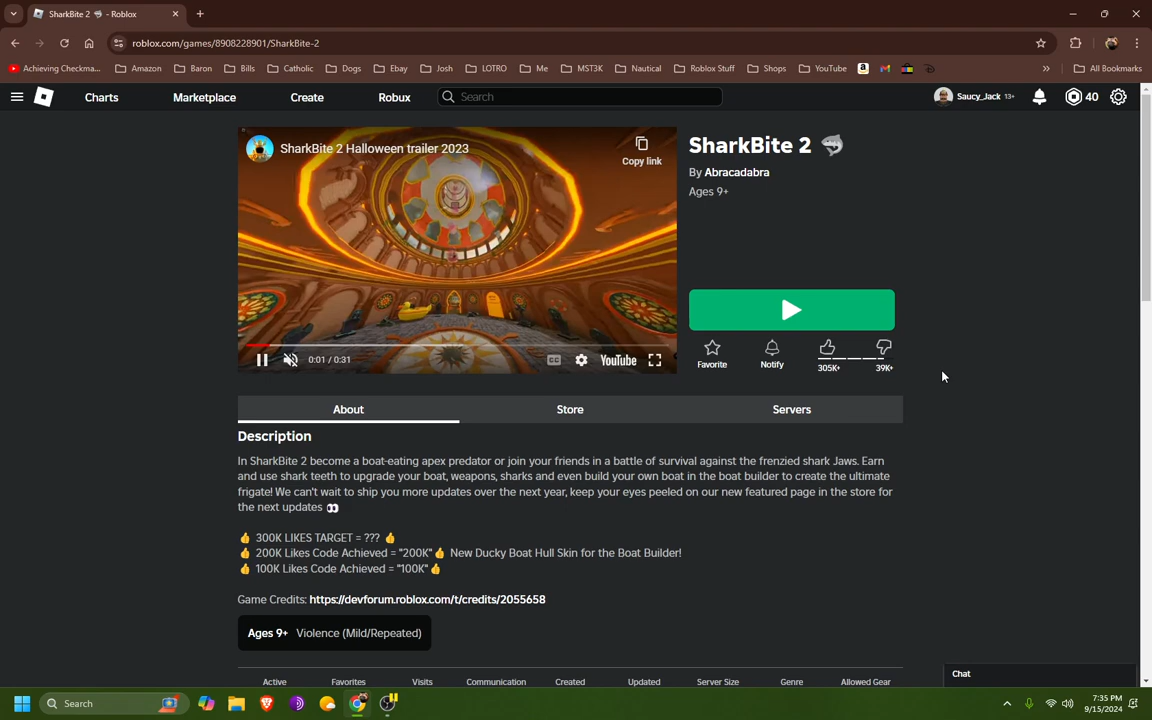 SharkBite 2 - Roblox
roblox.com/games/8908228901/SharkBite-2
Achieving Checkma... Amazon Baron Bills Catholic Dogs Ebay Josh LOTRO Me MST3K Nautical Roblox Stuff Shops YouTube » All Bookmarks
Charts Marketplace Create Robux Search Saucy_Jack 13+ 40
SharkBite 2 Halloween trailer 2023
Copy link
SharkBite 2 🦈
By Abracadabra
Ages 9+
0:01 / 0:31 CC YouTube
Favorite Notify 305K+ 39K+
About Store Servers
Description
In SharkBite 2 become a boat-eating apex predator or join your friends in a battle of survival against the frenzied shark Jaws. Earn
and use shark teeth to upgrade your boat, weapons, sharks and even build your own boat in the boat builder to create the ultimate
frigate! We can't wait to ship you more updates over the next year, keep your eyes peeled on our new featured page in the store for
the next updates 👀
👍 300K LIKES TARGET = ??? 👍
👍 200K Likes Code Achieved = "200K"👍 New Ducky Boat Hull Skin for the Boat Builder!
👍 100K Likes Code Achieved = "100K"👍
Game Credits: https://devforum.roblox.com/t/credits/2055658
Ages 9+ Violence (Mild/Repeated)
Active Favorites Visits Communication Created Updated Server Size Genre Allowed Gear
Chat
Search
7:35 PM
9/15/2024